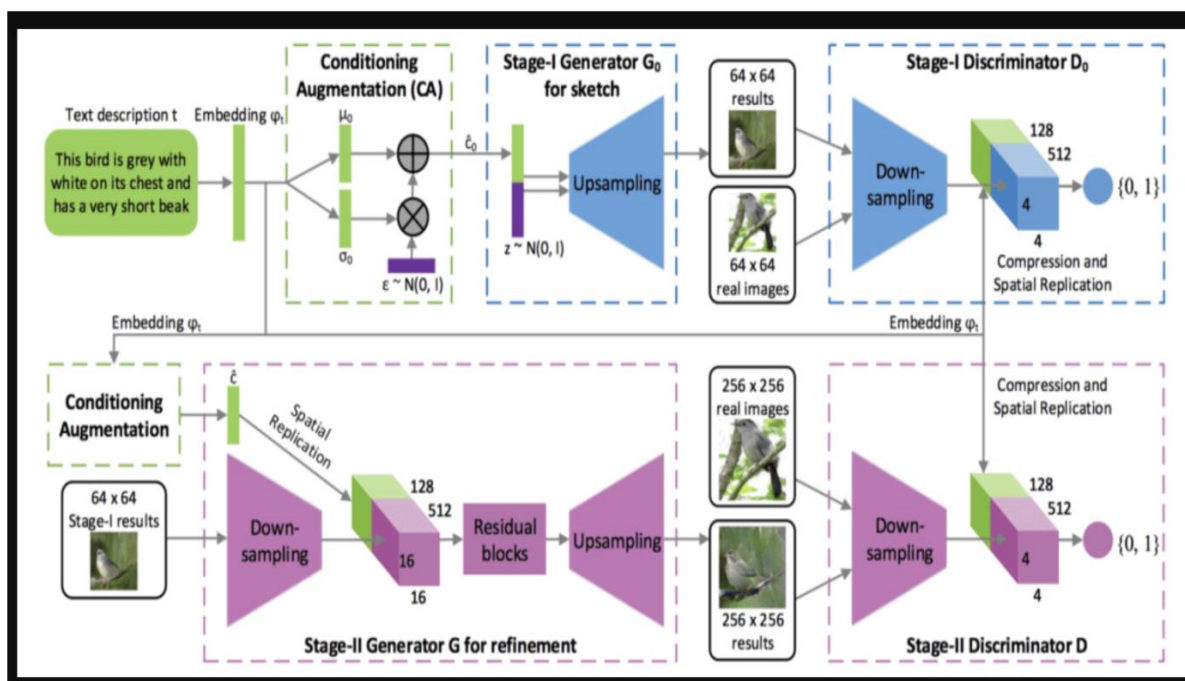 Text description t
This bird is grey with
white on its chest and
has a very short beak
Embedding φₜ
Conditioning
Augmentation (CA)
μ₀
σ₀
ε ~ N(0, I)
ĉ₀
Stage-I Generator G₀
for sketch
Upsampling
z ~ N(0, I)
64 x 64
results
64 x 64
real images
Stage-I Discriminator D₀
Down-
sampling
128
512
4
4
{0, 1}
Compression and
Spatial Replication
Embedding φₜ
Embedding φₜ
Conditioning
Augmentation
64 x 64
Stage-I results
ĉ
Spatial
Replication
Down-
sampling
128
512
16
16
Residual
blocks
Upsampling
Stage-II Generator G for refinement
256 x 256
real images
256 x 256
results
Compression and
Spatial Replication
Down-
sampling
128
512
4
4
{0, 1}
Stage-II Discriminator D